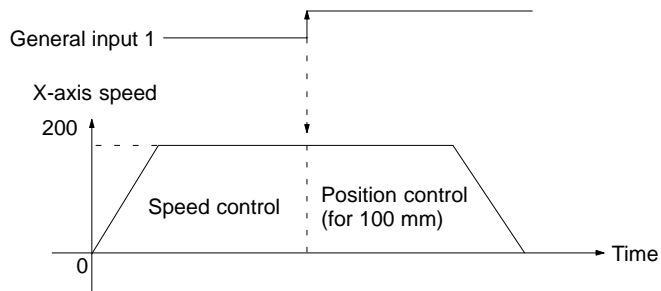 General input 1
X-axis speed
200
Speed control
Position control
(for 100 mm)
0
Time